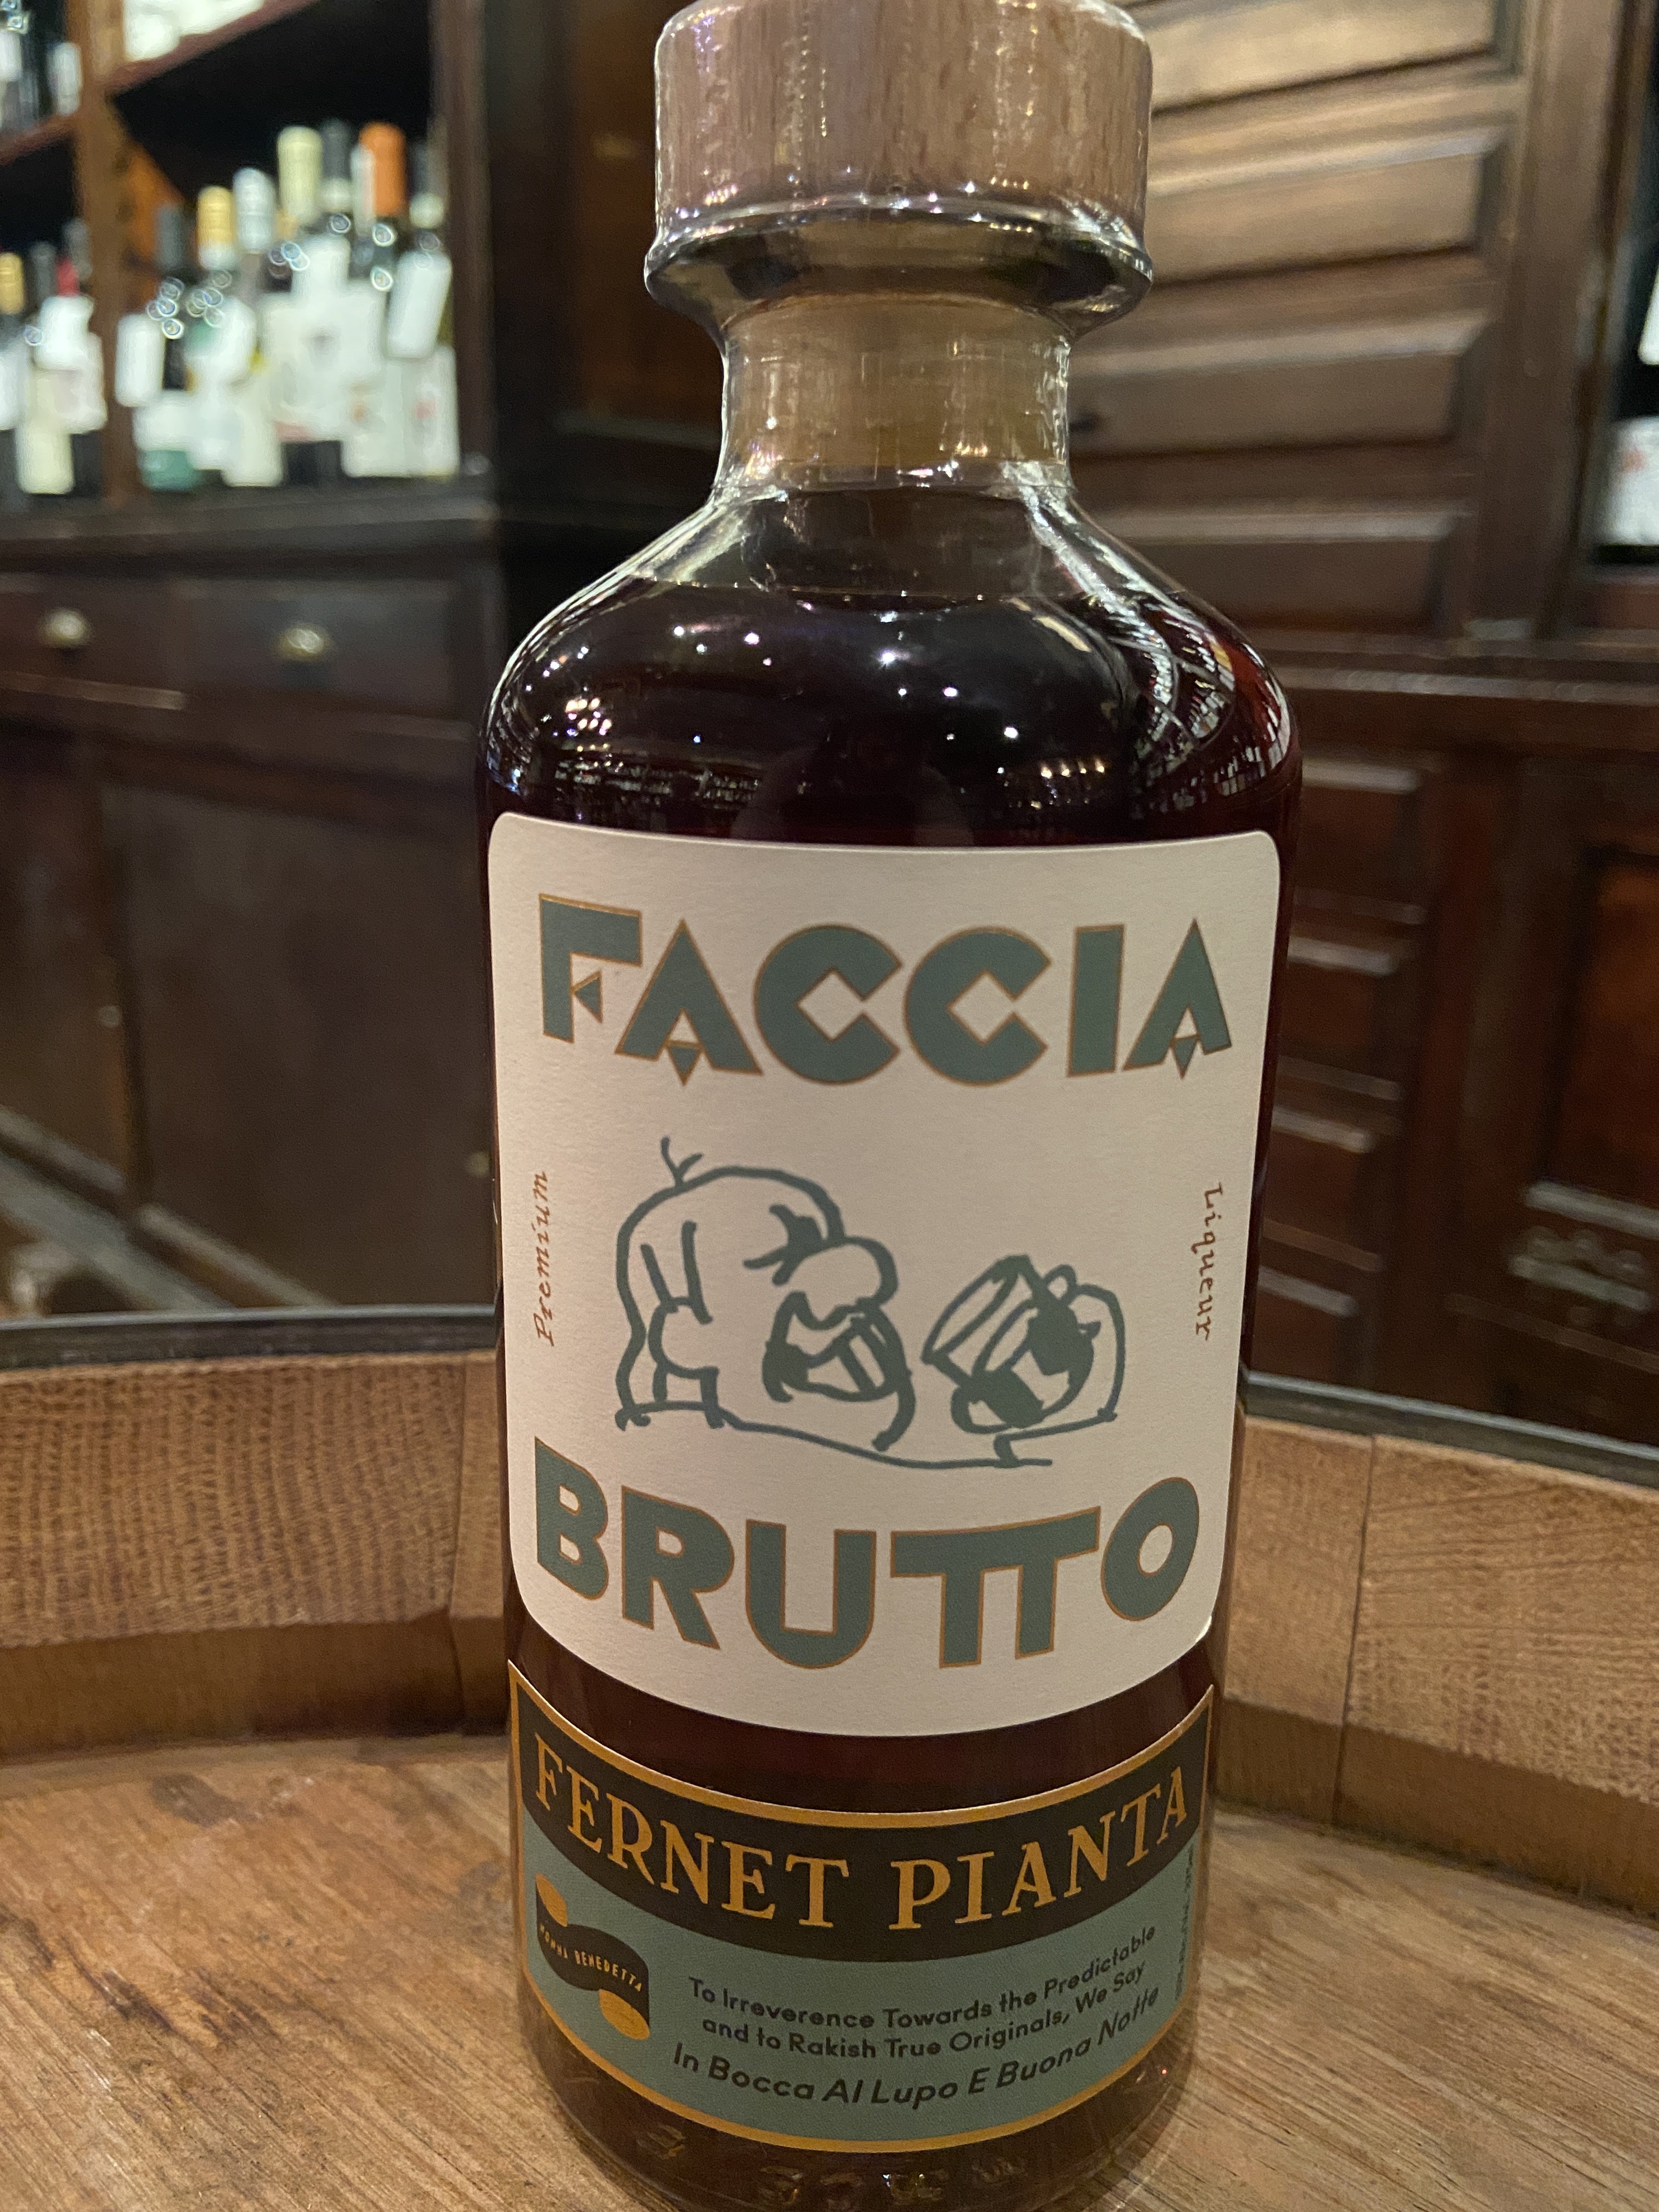 FACCIA
Premium
Liqueur
BRUTTO
FERNET PIANTA
NONNA BENEDETTA
To Irreverence Towards the Predictable
and to Rakish True Originals, We Say
In Bocca Al Lupo E Buona Notte